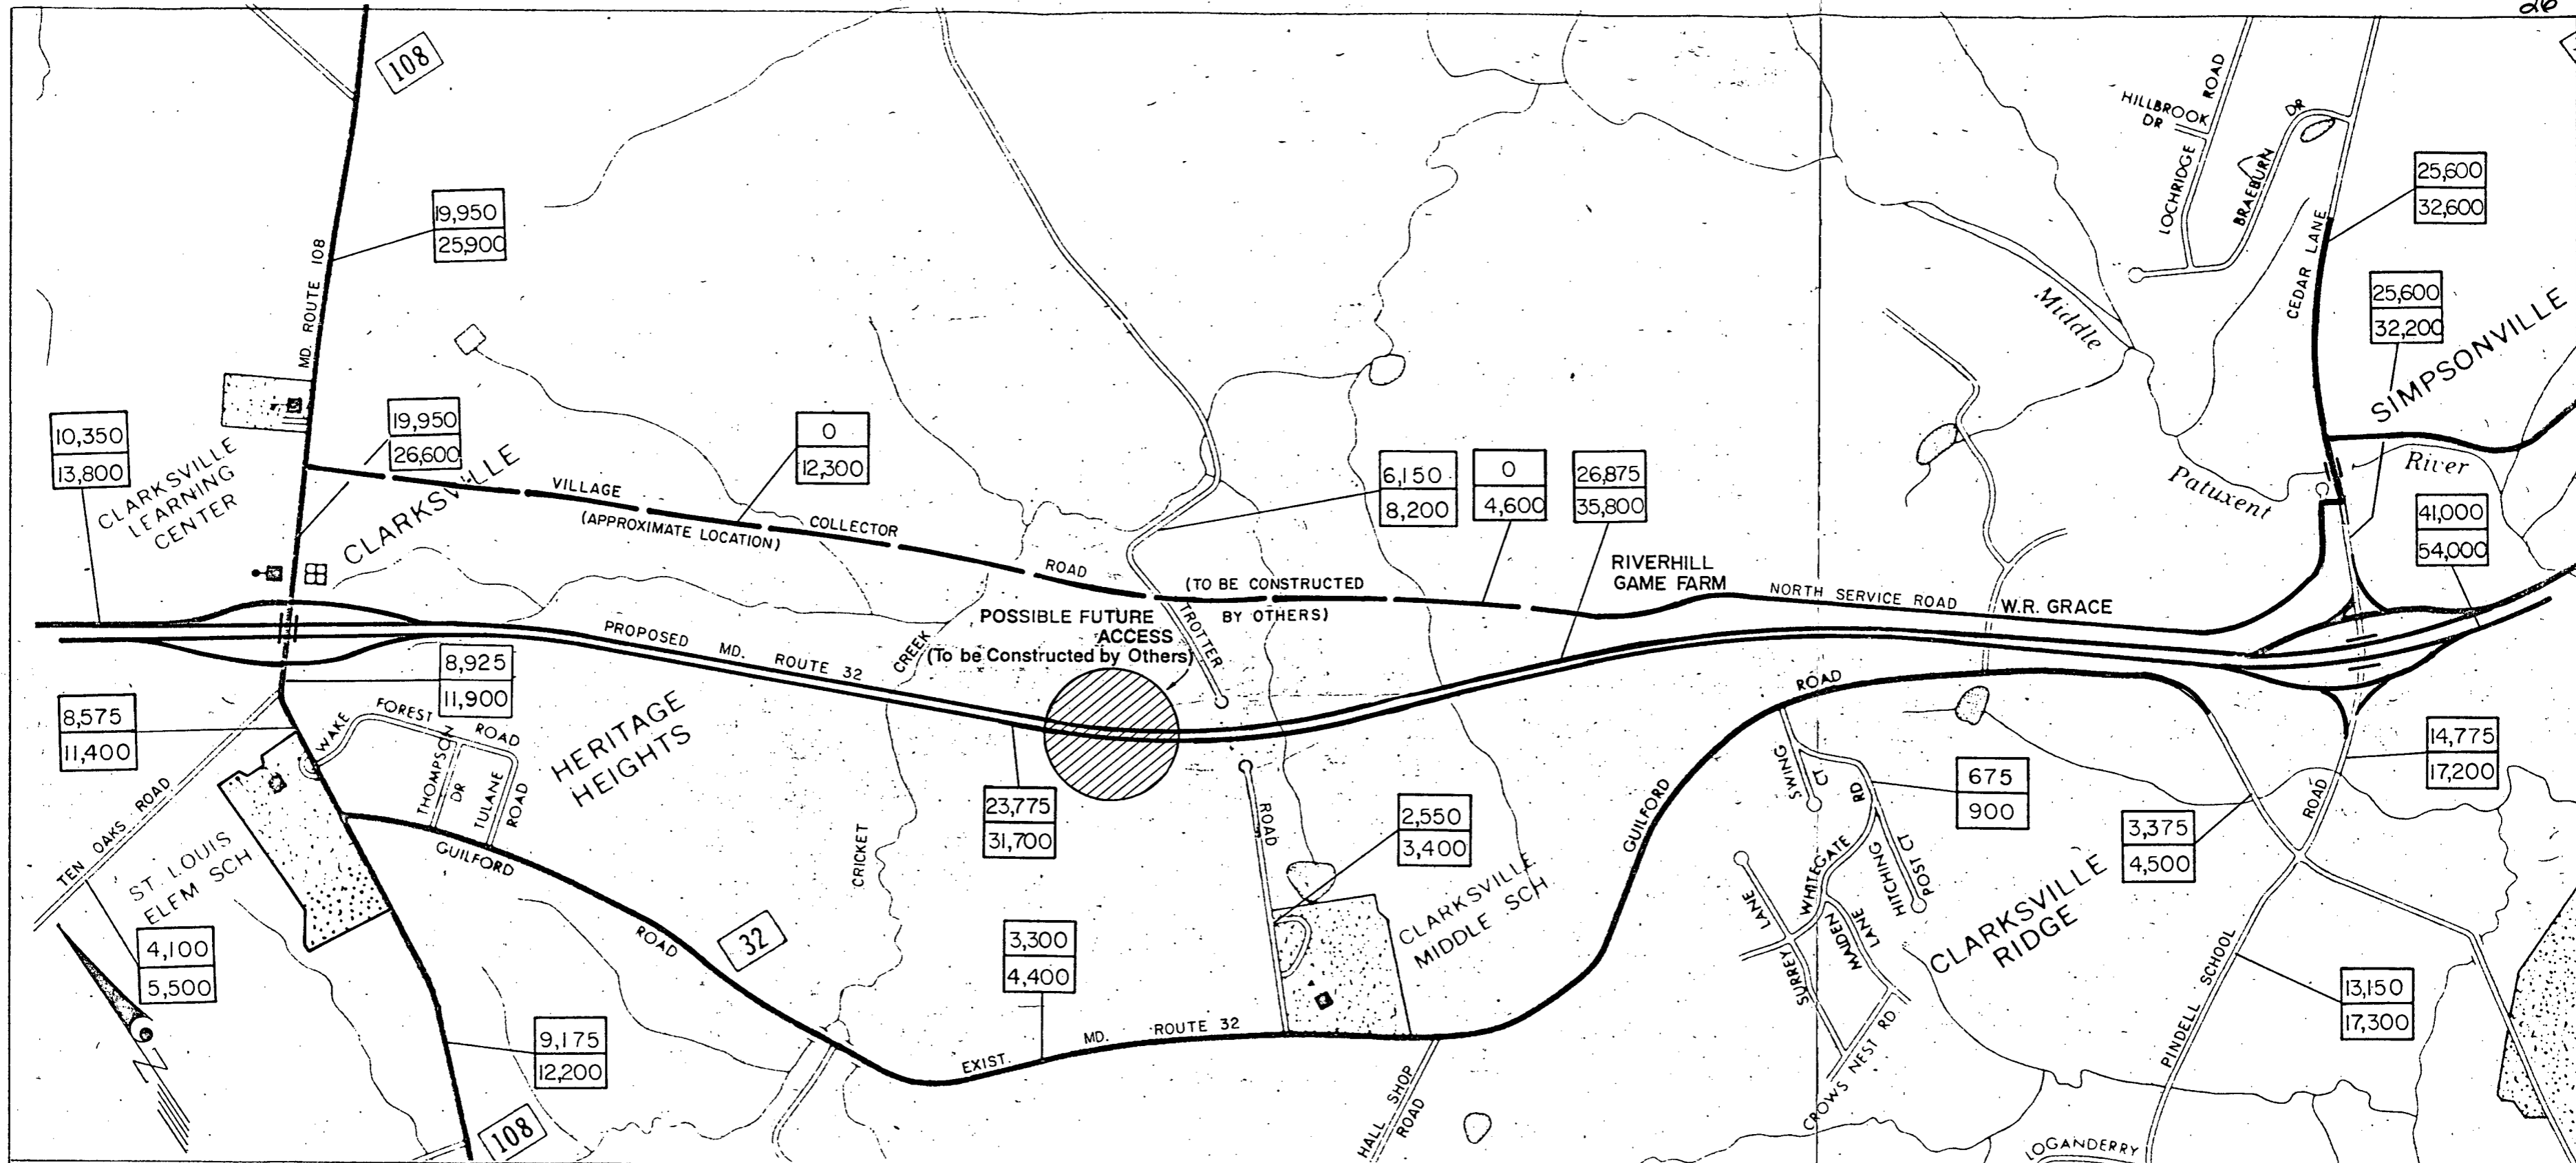 26
108
19,950
25,900
MD. ROUTE 108
HILLBROOK
DR
ROAD
LOCHRIDGE
BRAEBURN
DR
25,600
32,600
CEDAR LANE
25,600
32,200
SIMPSONVILLE
Middle
Patuxent
River
10,350
13,800
CLARKSVILLE
LEARNING
CENTER
19,950
26,600
CLARKSVILLE
0
12,300
VILLAGE
COLLECTOR
ROAD
(APPROXIMATE LOCATION)
6,150
8,200
0
4,600
26,875
35,800
41,000
54,000
(TO BE CONSTRUCTED
BY OTHERS)
RIVERHILL
GAME FARM
NORTH SERVICE ROAD
W.R. GRACE
POSSIBLE FUTURE
ACCESS
(To be Constructed by Others)
TROTTER
ROAD
PROPOSED MD. ROUTE 32
CREEK
CRICKET
8,925
11,900
8,575
11,400
WAKE
FOREST
ROAD
THOMPSON
DR
TULANE
ROAD
HERITAGE
HEIGHTS
GUILFORD
ROAD
TEN OAKS ROAD
ST. LOUIS
ELEM SCH
4,100
5,500
N
23,775
31,700
2,550
3,400
CLARKSVILLE
MIDDLE SCH
3,300
4,400
32
EXIST. MD. ROUTE 32
9,175
12,200
108
HALL SHOP
ROAD
GUILFORD
ROAD
SWING
CT
RD
WHITEGATE
HITCHING
POST CT
MAIDEN
LANE
SURREY
LANE
CROWS NEST RD
675
900
CLARKSVILLE
RIDGE
3,375
4,500
14,775
17,200
PINDELL SCHOOL
ROAD
13,150
17,300
LOGANDERRY